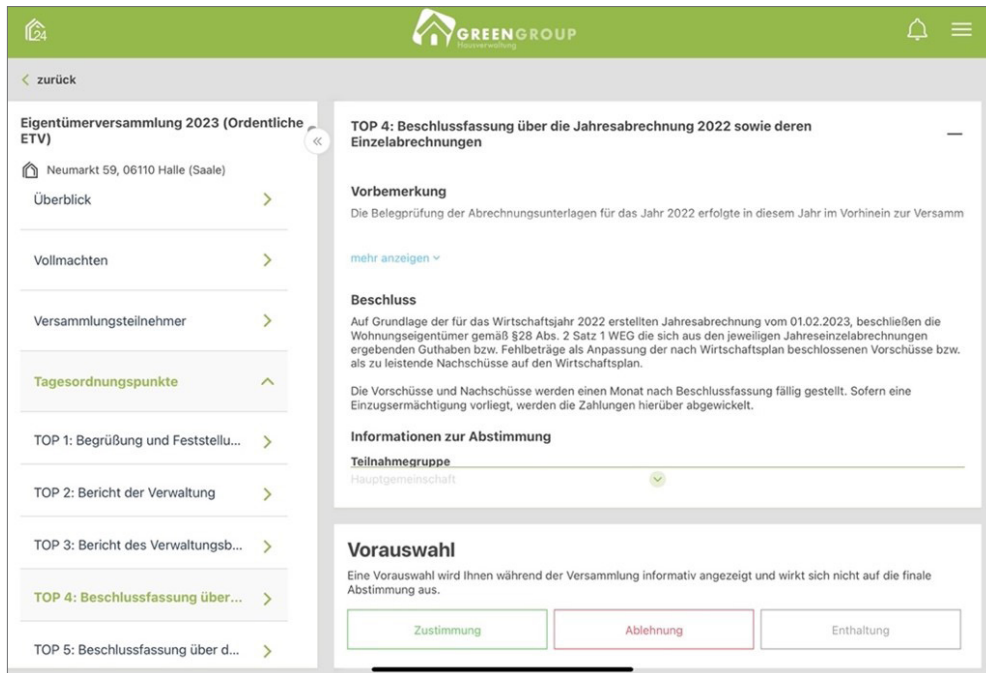 24
GREENGROUP
Hausverwaltung
zurück
Eigentümerversammlung 2023 (Ordentliche
ETV)
Neumarkt 59, 06110 Halle (Saale)
Überblick
Vollmachten
Versammlungsteilnehmer
Tagesordnungspunkte
TOP 1: Begrüßung und Feststellu...
TOP 2: Bericht der Verwaltung
TOP 3: Bericht des Verwaltungsb...
TOP 4: Beschlussfassung über...
TOP 5: Beschlussfassung über d...
TOP 4: Beschlussfassung über die Jahresabrechnung 2022 sowie deren
Einzelabrechnungen
Vorbemerkung
Die Belegprüfung der Abrechnungsunterlagen für das Jahr 2022 erfolgte in diesem Jahr im Vorhinein zur Versamm
mehr anzeigen
Beschluss
Auf Grundlage der für das Wirtschaftsjahr 2022 erstellten Jahresabrechnung vom 01.02.2023, beschließen die
Wohnungseigentümer gemäß §28 Abs. 2 Satz 1 WEG die sich aus den jeweiligen Jahreseinzelabrechnungen
ergebenden Guthaben bzw. Fehlbeträge als Anpassung der nach Wirtschaftsplan beschlossenen Vorschüsse bzw.
als zu leistende Nachschüsse auf den Wirtschaftsplan.
Die Vorschüsse und Nachschüsse werden einen Monat nach Beschlussfassung fällig gestellt. Sofern eine
Einzugsermächtigung vorliegt, werden die Zahlungen hierüber abgewickelt.
Informationen zur Abstimmung
Teilnahmegruppe
Hauptgemeinschaft
Vorauswahl
Eine Vorauswahl wird Ihnen während der Versammlung informativ angezeigt und wirkt sich nicht auf die finale
Abstimmung aus.
Zustimmung
Ablehnung
Enthaltung